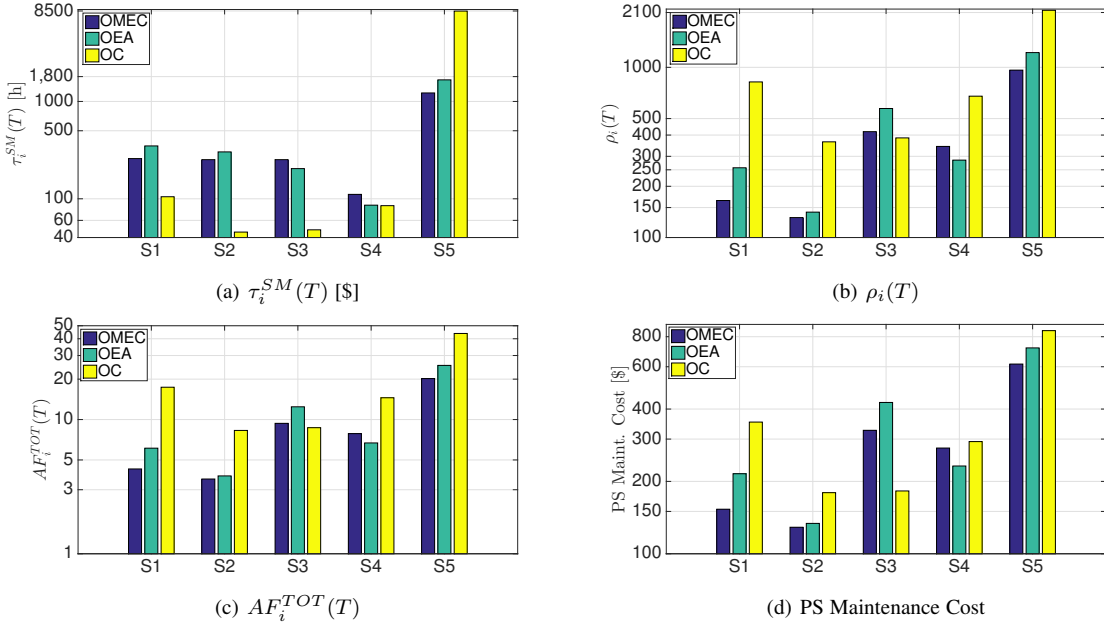 8500
1,800
1000
500
100
60
40
τ_i^{SM}(T) [h]
OMEC
OEA
OC
S1 S2 S3 S4 S5
(a) τ_i^{SM}(T) [$]
2100
1000
500
400
300
250
200
150
100
ρ_i(T)
OMEC
OEA
OC
S1 S2 S3 S4 S5
(b) ρ_i(T)
50
40
30
20
10
5
3
1
AF_i^{TOT}(T)
OMEC
OEA
OC
S1 S2 S3 S4 S5
(c) AF_i^{TOT}(T)
800
400
300
200
150
100
PS Maint. Cost [$]
OMEC
OEA
OC
S1 S2 S3 S4 S5
(d) PS Maintenance Cost